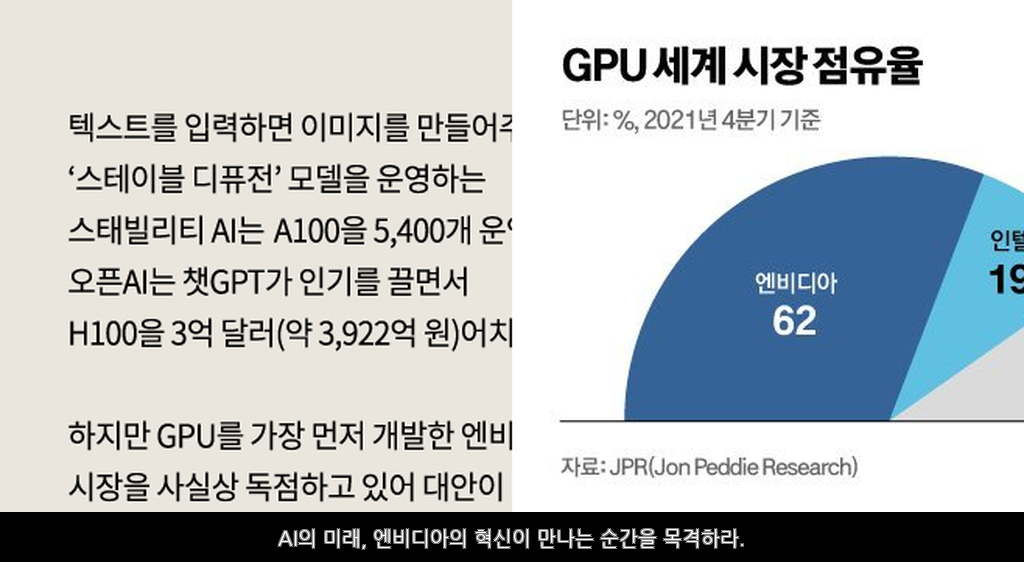 텍스트를 입력하면 이미지를 만들어주
‘스테이블 디퓨전’ 모델을 운영하는
스태빌리티 AI는 A100을 5,400개
오픈AI는 챗GPT가 인기를 끌면서
H100을 3억 달러(약 3,922억 원)어치
하지만 GPU를 가장 먼저 개발한 엔비
시장을 사실상 독점하고 있어 대안이
GPU 세계 시장 점유율
단위: %, 2021년 4분기 기준
엔비디아
62
인텔
19
자료: JPR(Jon Peddie Research)
AI의 미래, 엔비디아의 혁신이 만나는 순간을 목격하라.